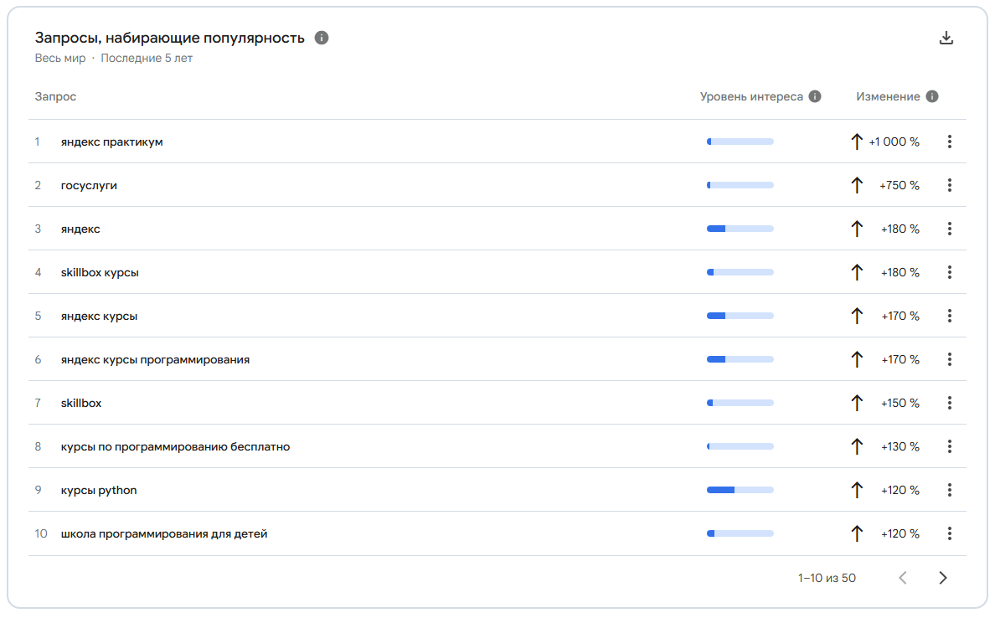 Запросы, набирающие популярность
Весь мир · Последние 5 лет
Запрос Уровень интереса Изменение
1 яндекс практикум +1 000 %
2 госуслуги +750 %
3 яндекс +180 %
4 skillbox курсы +180 %
5 яндекс курсы +170 %
6 яндекс курсы программирования +170 %
7 skillbox +150 %
8 курсы по программированию бесплатно +130 %
9 курсы python +120 %
10 школа программирования для детей +120 %
1–10 из 50